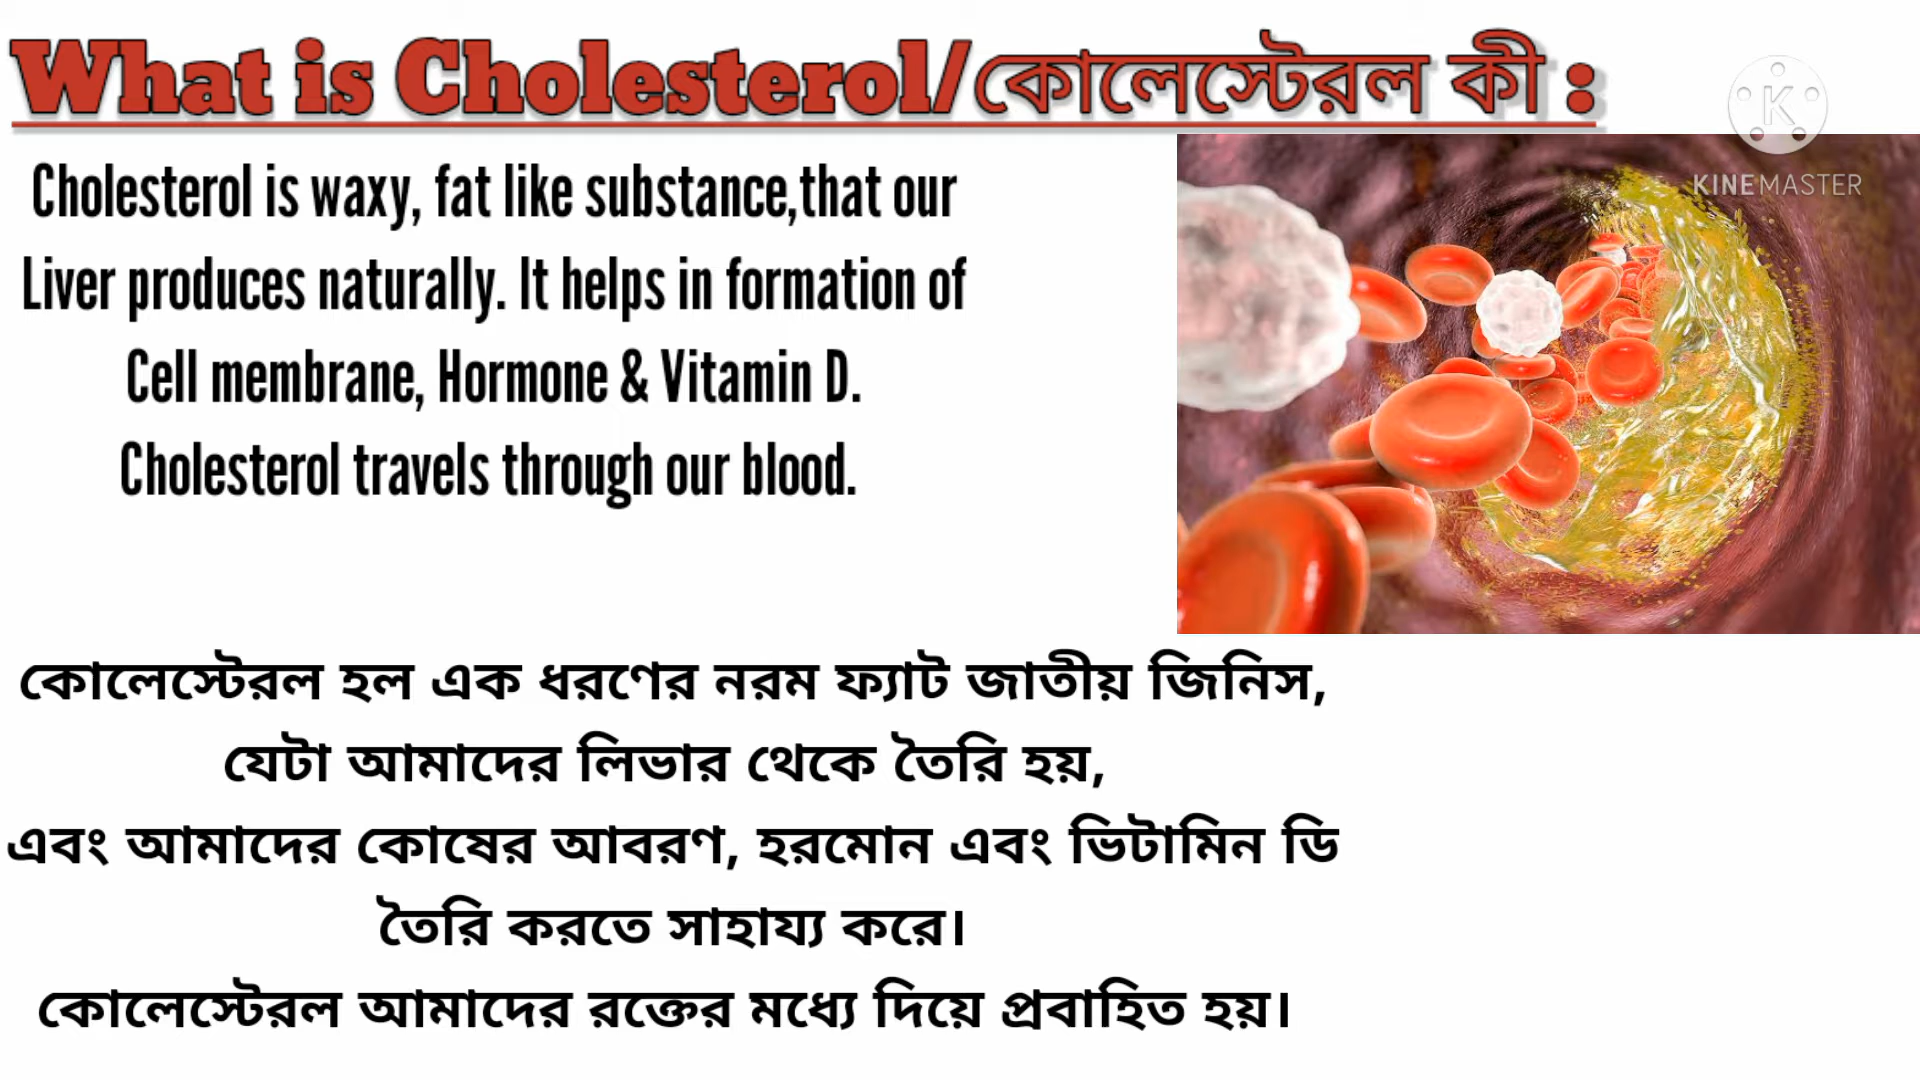 What is Cholesterol/কোলেস্টেরল কী :
KINEMASTER
Cholesterol is waxy, fat like substance,that our
Liver produces naturally. It helps in formation of
Cell membrane, Hormone & Vitamin D.
Cholesterol travels through our blood.
কোলেস্টেরল হল এক ধরণের নরম ফ্যাট জাতীয় জিনিস,
যেটা আমাদের লিভার থেকে তৈরি হয়,
এবং আমাদের কোষের আবরণ, হরমোন এবং ভিটামিন ডি
তৈরি করতে সাহায্য করে।
কোলেস্টেরল আমাদের রক্তের মধ্যে দিয়ে প্রবাহিত হয়।